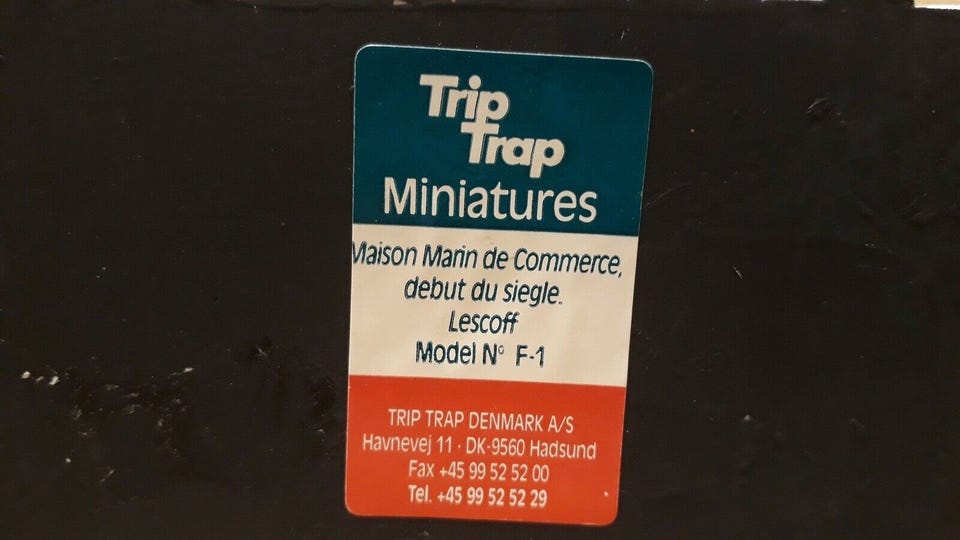 Trip
Trap
Miniatures
Maison Marin de Commerce,
debut du siegle.
Lescoff
Model N° F-1
TRIP TRAP DENMARK A/S
Havnevej 11 · DK-9560 Hadsund
Fax +45 99 52 52 00
Tel. +45 99 52 52 29